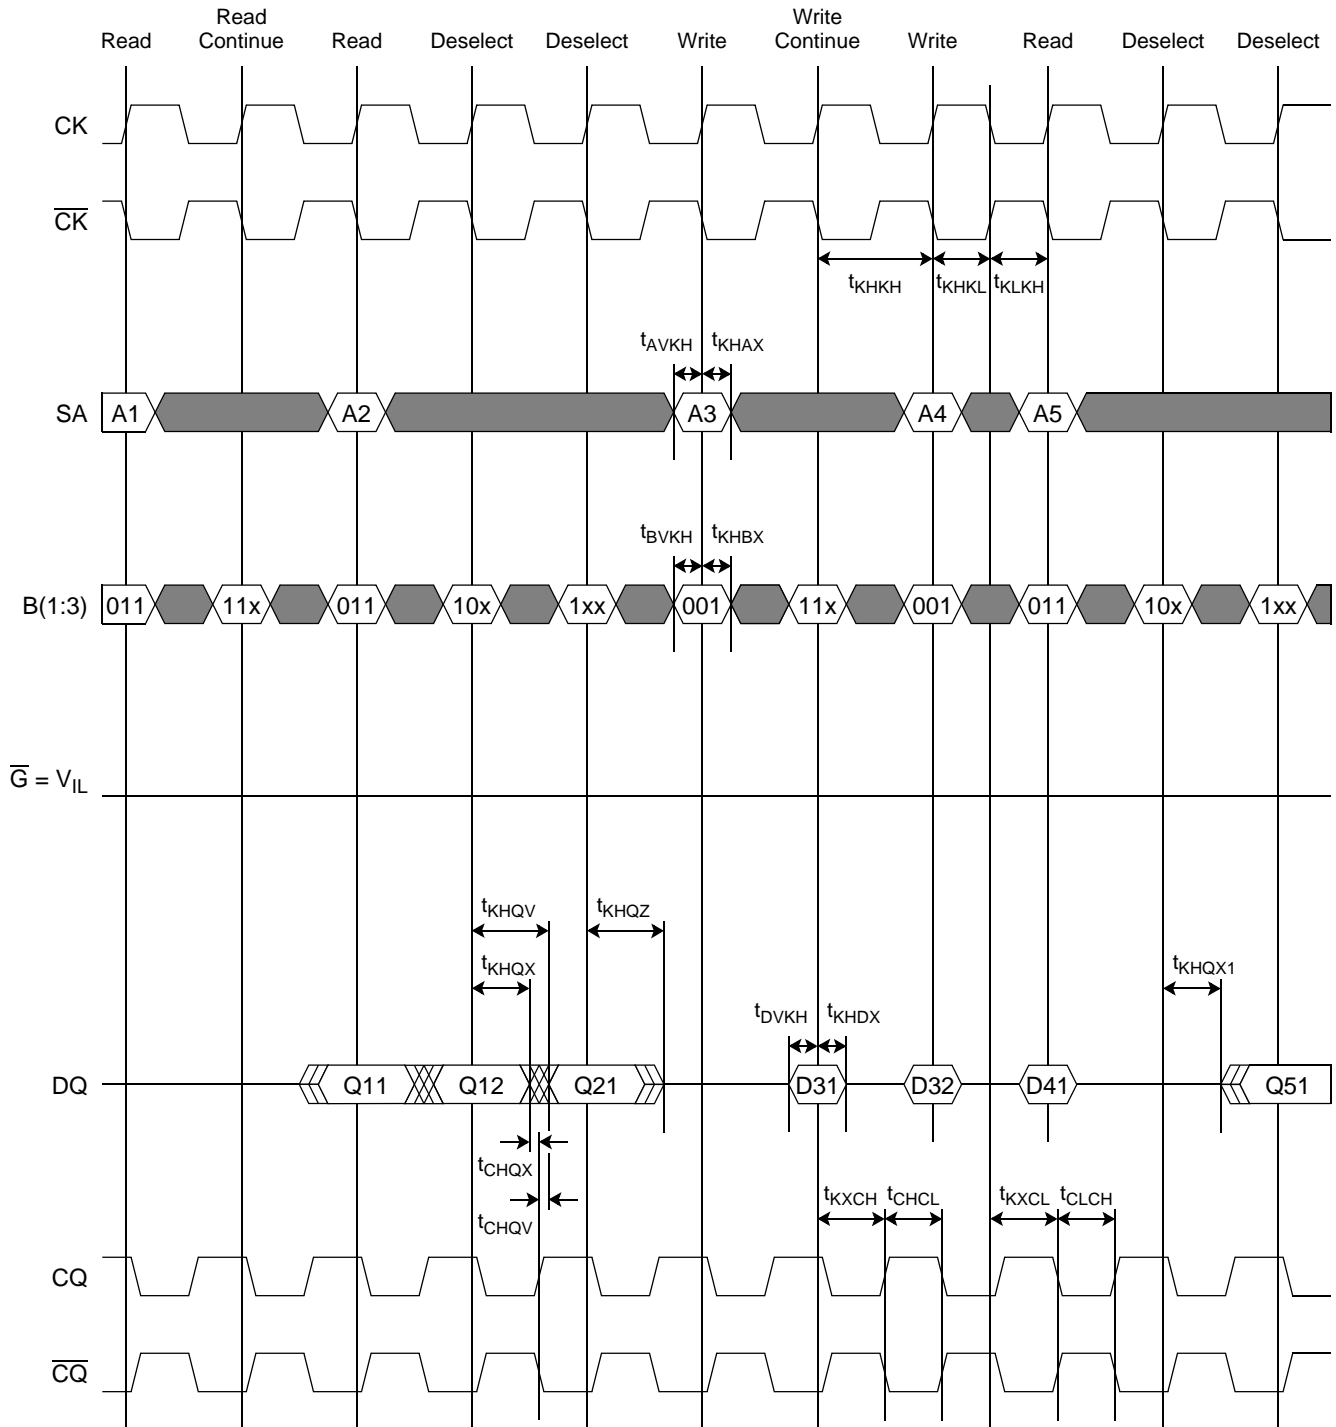 Read Write
Read Continue Read Deselect Deselect Write Continue Write Read Deselect Deselect
CK
C̅K̅
tKHKH tKHKL tKLKH
tAVKH tKHAX
SA A1 A2 A3 A4 A5
tBVKH tKHBX
B(1:3) 011 11x 011 10x 1xx 001 11x 001 011 10x 1xx
G̅ = VIL
tKHQV tKHQZ
tKHQX tKHQX1
tDVKH tKHDX
DQ Q11 Q12 Q21 D31 D32 D41 Q51
tCHQX
tKXCH tCHCL tKXCL tCLCH
tCHQV
CQ
C̅Q̅